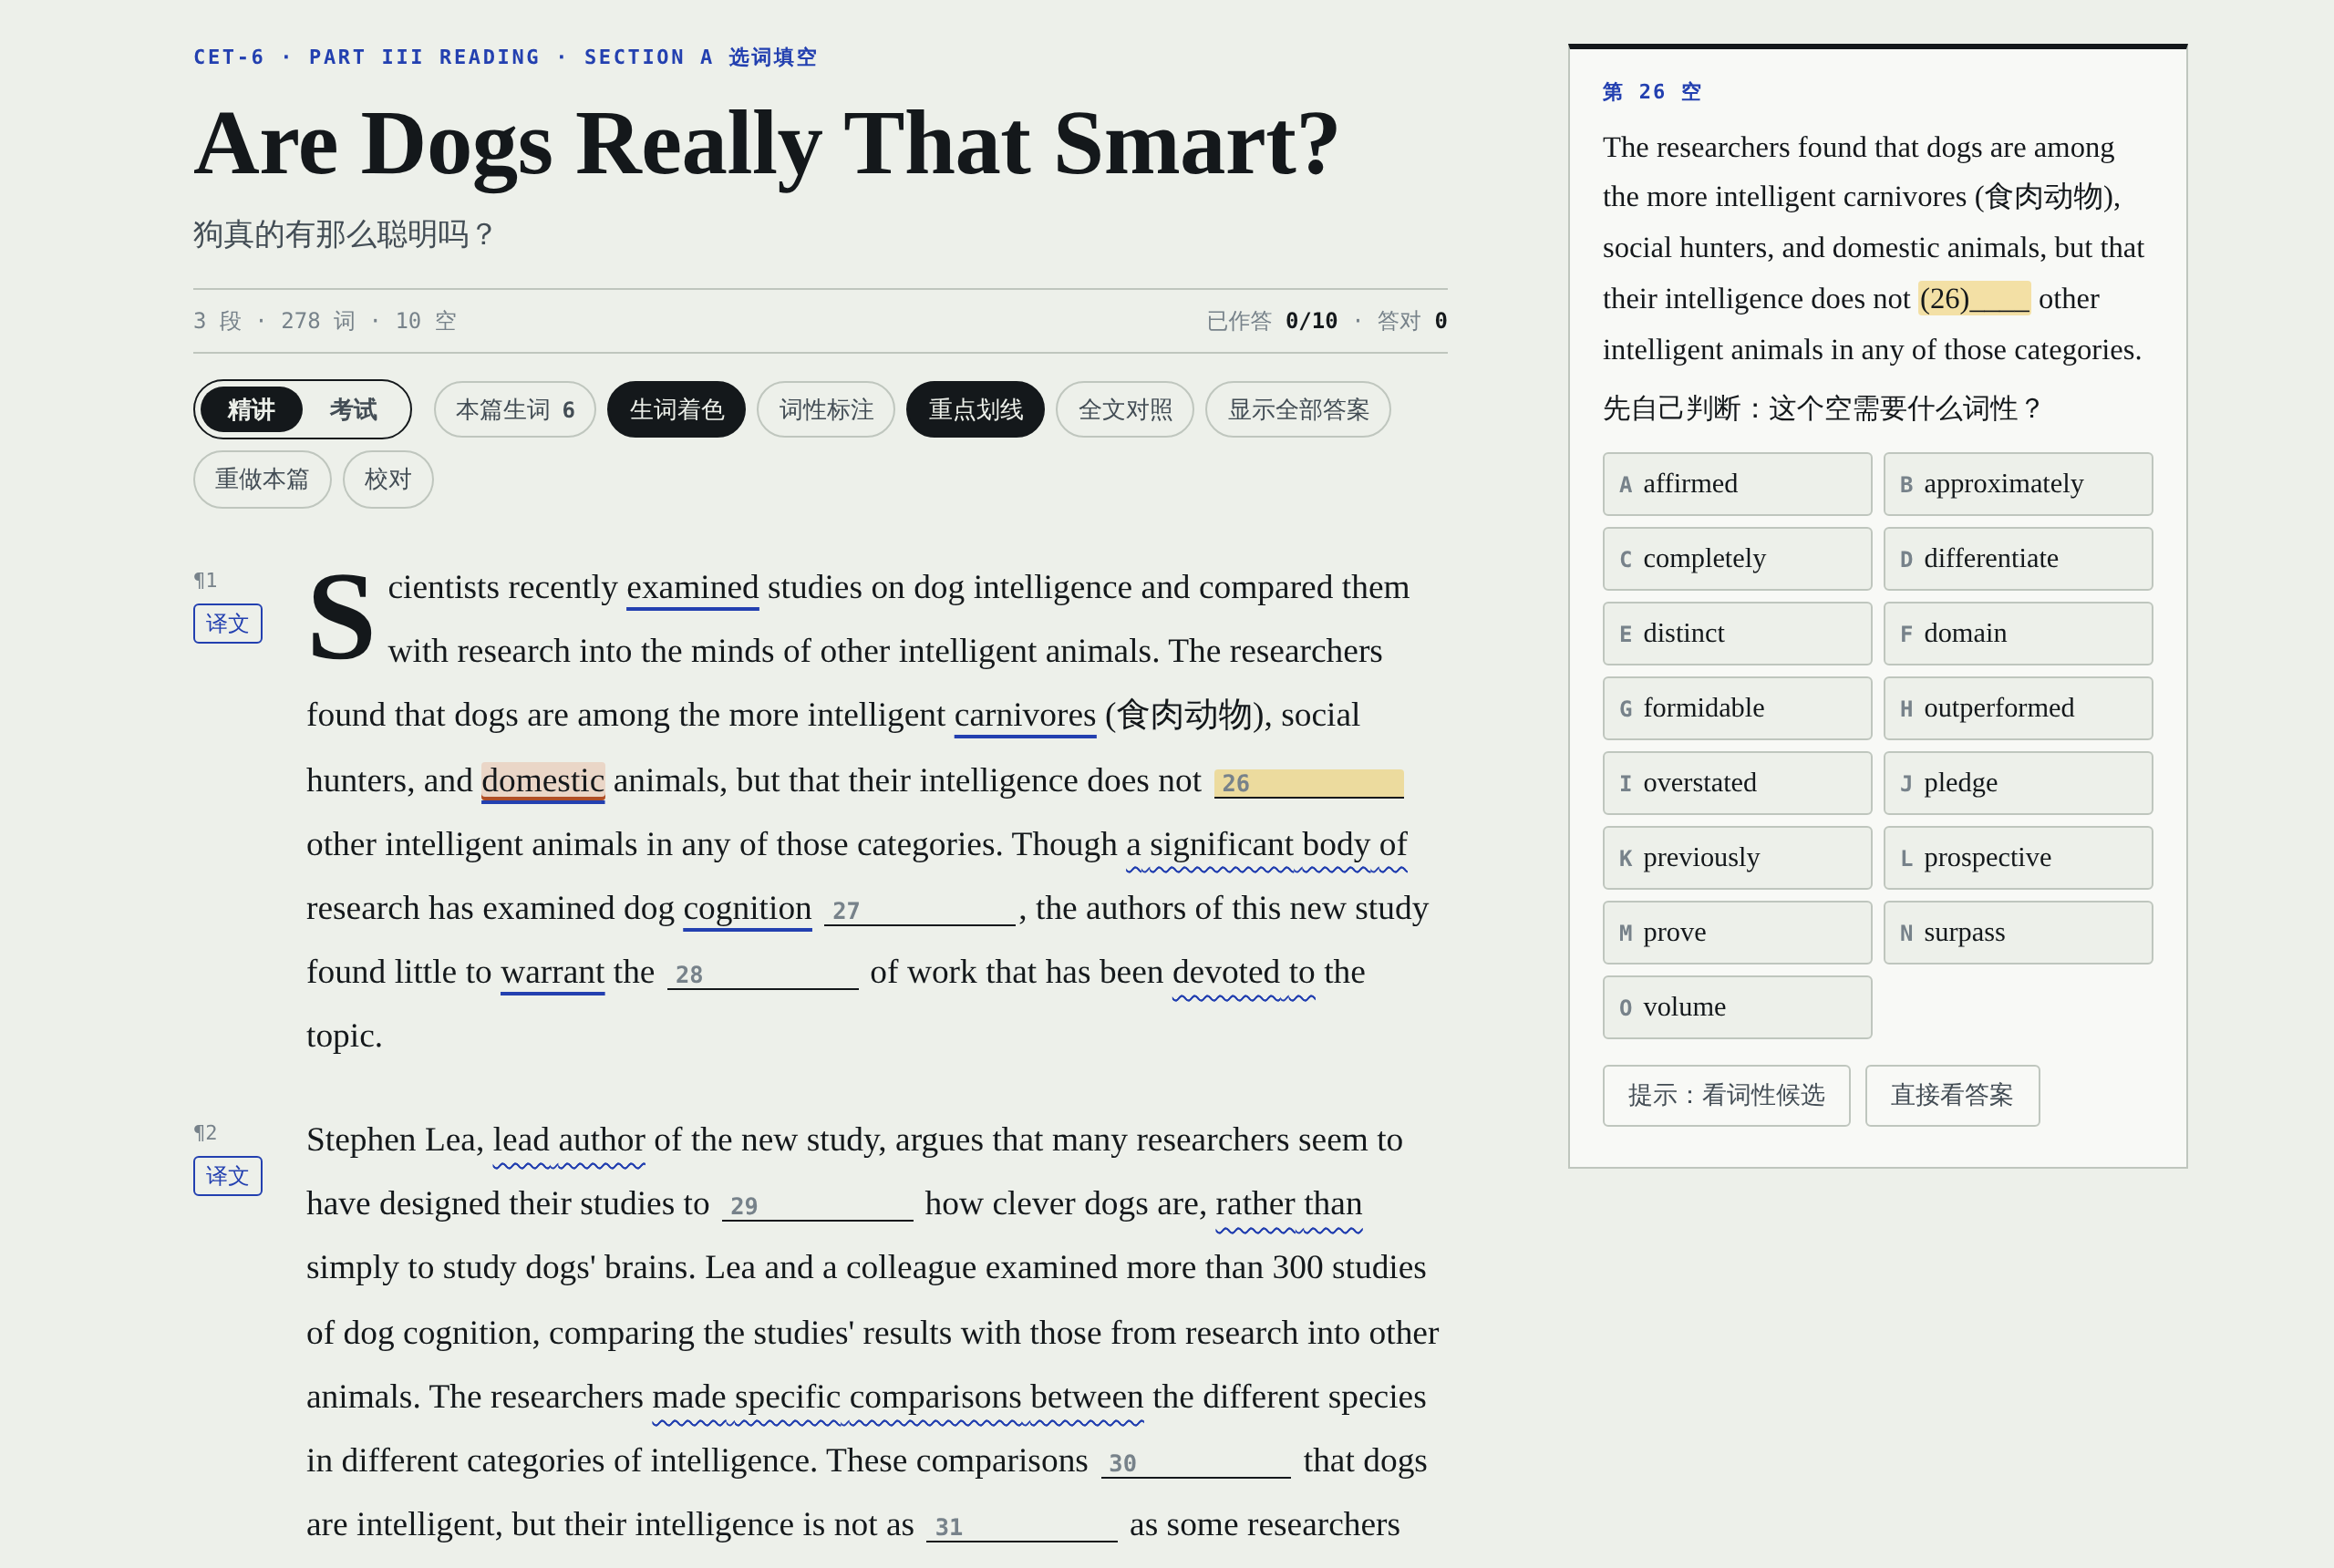 CET-6 · PART III READING · SECTION A 选词填空
Are Dogs Really That Smart?
狗真的有那么聪明吗？
3 段 · 278 词 · 10 空
已作答 0/10 · 答对 0
精讲 考试 本篇生词 6 生词着色 词性标注 重点划线 全文对照 显示全部答案
重做本篇 校对
¶1
译文
Scientists recently examined studies on dog intelligence and compared them
with research into the minds of other intelligent animals. The researchers
found that dogs are among the more intelligent carnivores (食肉动物), social
hunters, and domestic animals, but that their intelligence does not 26
other intelligent animals in any of those categories. Though a significant body of
research has examined dog cognition 27 , the authors of this new study
found little to warrant the 28 of work that has been devoted to the
topic.
¶2
译文
Stephen Lea, lead author of the new study, argues that many researchers seem to
have designed their studies to 29 how clever dogs are, rather than
simply to study dogs' brains. Lea and a colleague examined more than 300 studies
of dog cognition, comparing the studies' results with those from research into other
animals. The researchers made specific comparisons between the different species
in different categories of intelligence. These comparisons 30 that dogs
are intelligent, but their intelligence is not as 31 as some researchers
第 26 空
The researchers found that dogs are among
the more intelligent carnivores (食肉动物),
social hunters, and domestic animals, but that
their intelligence does not (26)____ other
intelligent animals in any of those categories.
先自己判断：这个空需要什么词性？
A affirmed
B approximately
C completely
D differentiate
E distinct
F domain
G formidable
H outperformed
I overstated
J pledge
K previously
L prospective
M prove
N surpass
O volume
提示：看词性候选
直接看答案